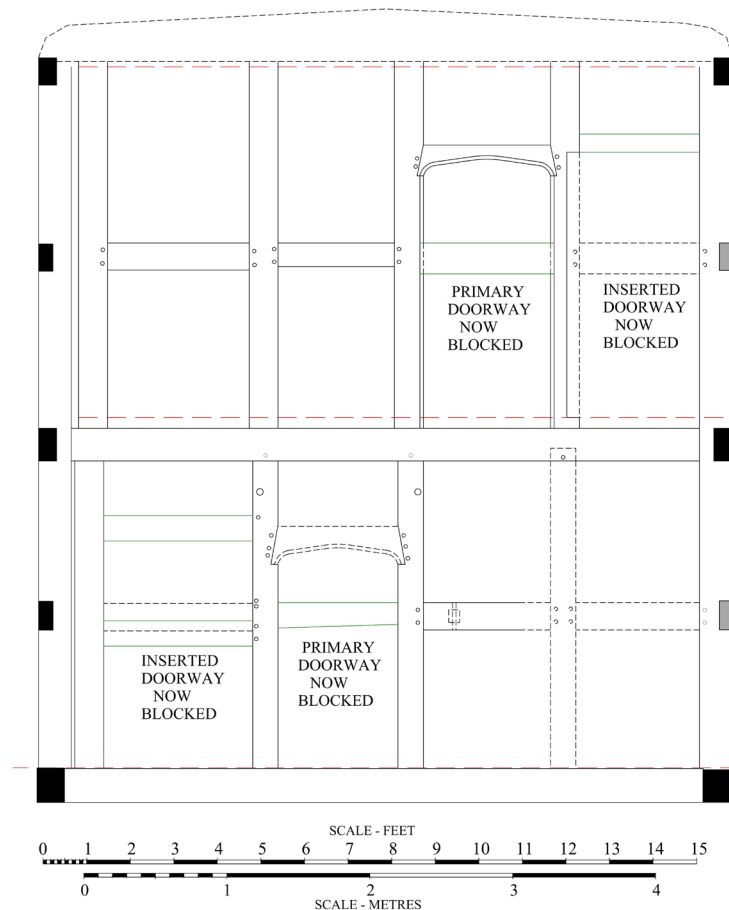 PRIMARY
DOORWAY
NOW
BLOCKED
INSERTED
DOORWAY
NOW
BLOCKED
INSERTED
DOORWAY
NOW
BLOCKED
PRIMARY
DOORWAY
NOW
BLOCKED
SCALE - FEET
0 1 2 3 4 5 6 7 8 9 10 11 12 13 14 15
0 1 2 3 4
SCALE - METRES